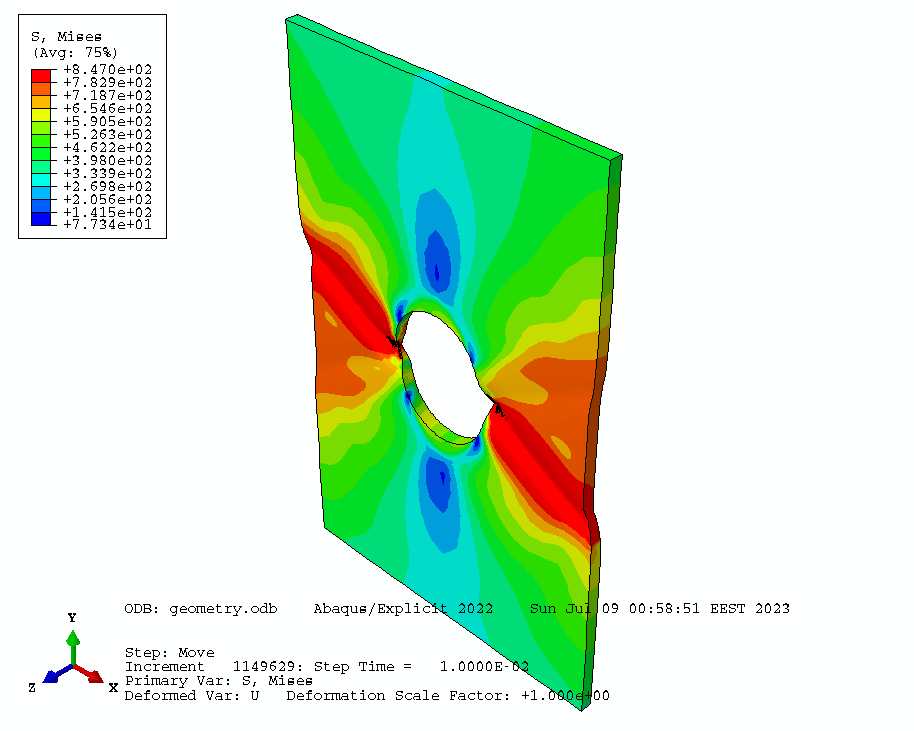 S, Mises
(Avg: 75%)
+8.470e+02
+7.829e+02
+7.187e+02
+6.546e+02
+5.905e+02
+5.263e+02
+4.622e+02
+3.980e+02
+3.339e+02
+2.698e+02
+2.056e+02
+1.415e+02
+7.734e+01
ODB: geometry.odb Abaqus/Explicit 2022 Sun Jul 09 00:58:51 EEST 2023
Y
Step: Move
Increment 1149629: Step Time = 1.0000E-02
Primary Var: S, Mises
Z X
Deformed Var: U Deformation Scale Factor: +1.000e+00